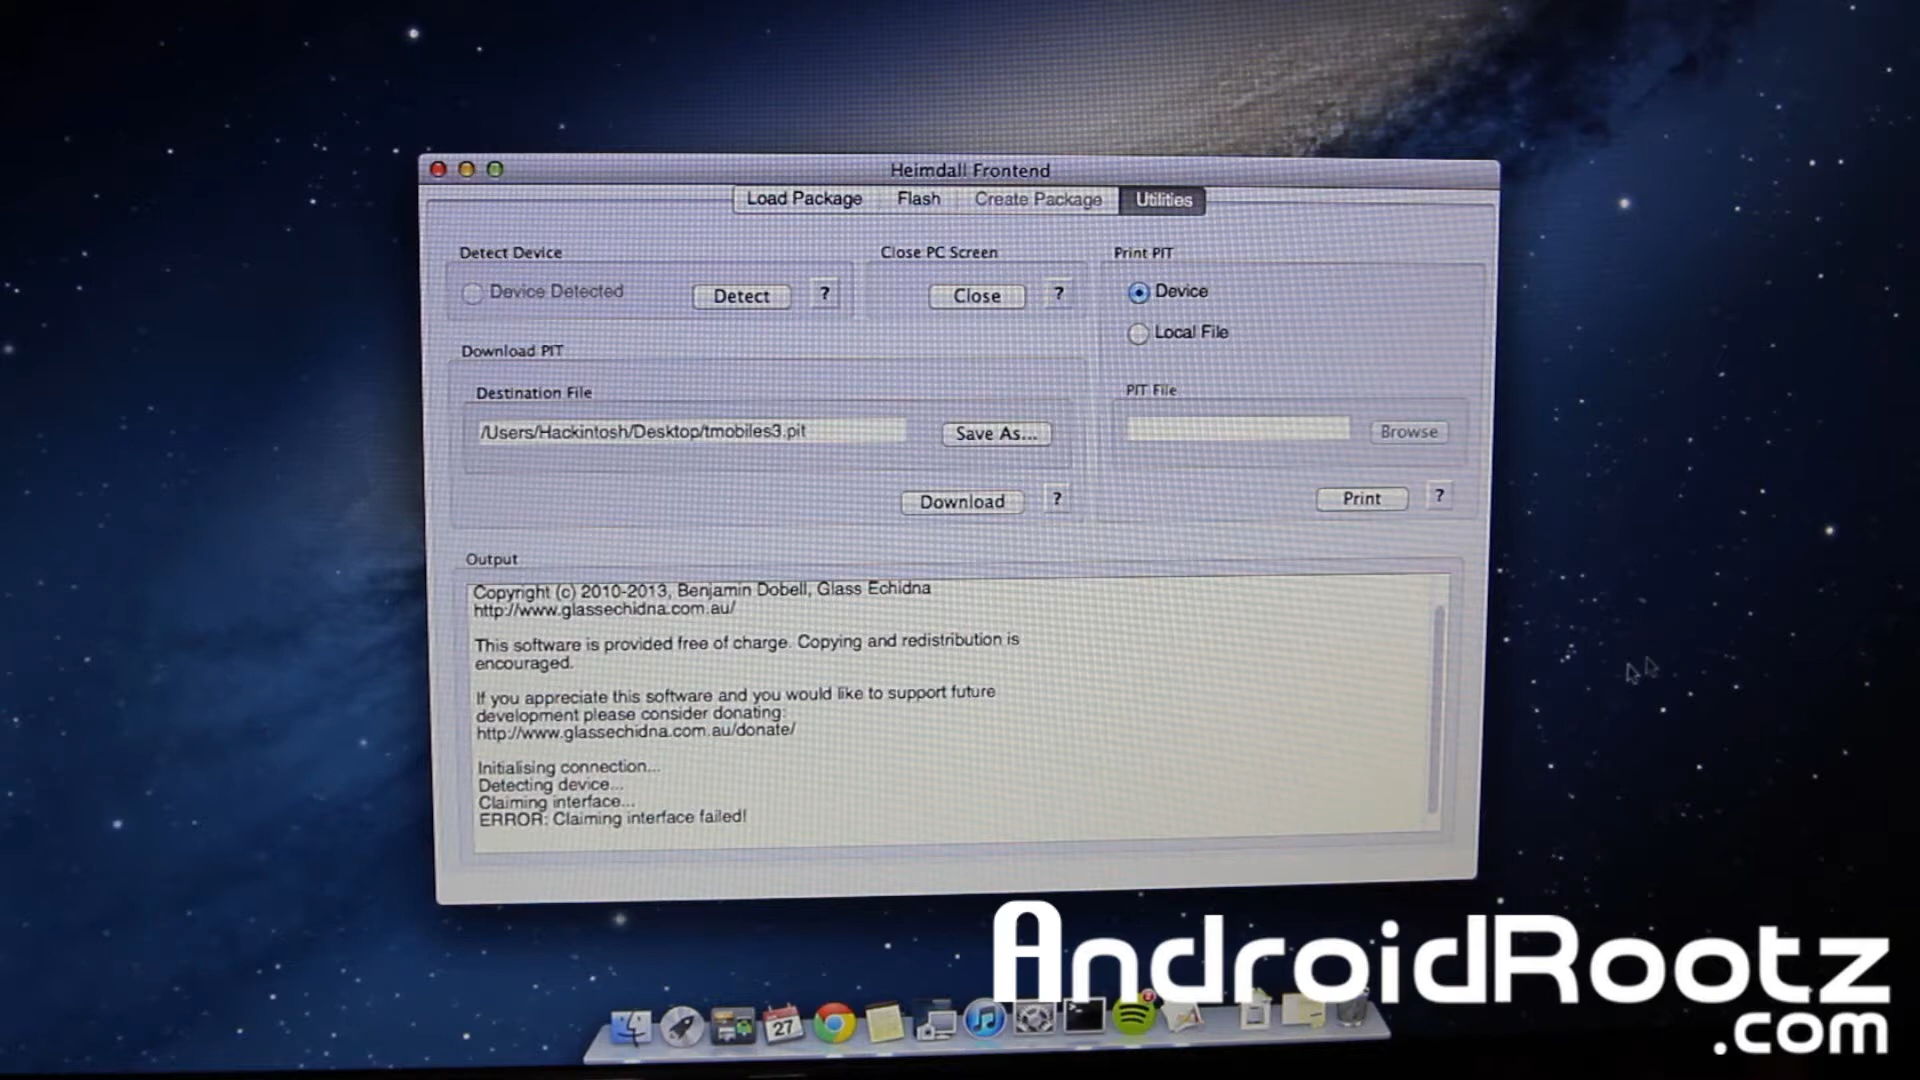 Heimdall Frontend
Load Package Flash Create Package Utilities
Detect Device
Device Detected
Detect ?
Close PC Screen
Close ?
Print PIT
Device
Local File
Download PIT
Destination File
/Users/Hackintosh/Desktop/tmobiles3.pit
Save As...
Download ?
PIT File
Browse
Print ?
Output
Copyright (c) 2010-2013, Benjamin Dobell, Glass Echidna
http://www.glassechidna.com.au/
This software is provided free of charge. Copying and redistribution is
encouraged.
If you appreciate this software and you would like to support future
development please consider donating:
http://www.glassechidna.com.au/donate/
Initialising connection...
Detecting device...
Claiming interface...
ERROR: Claiming interface failed!
27
AndroidRootz
.com